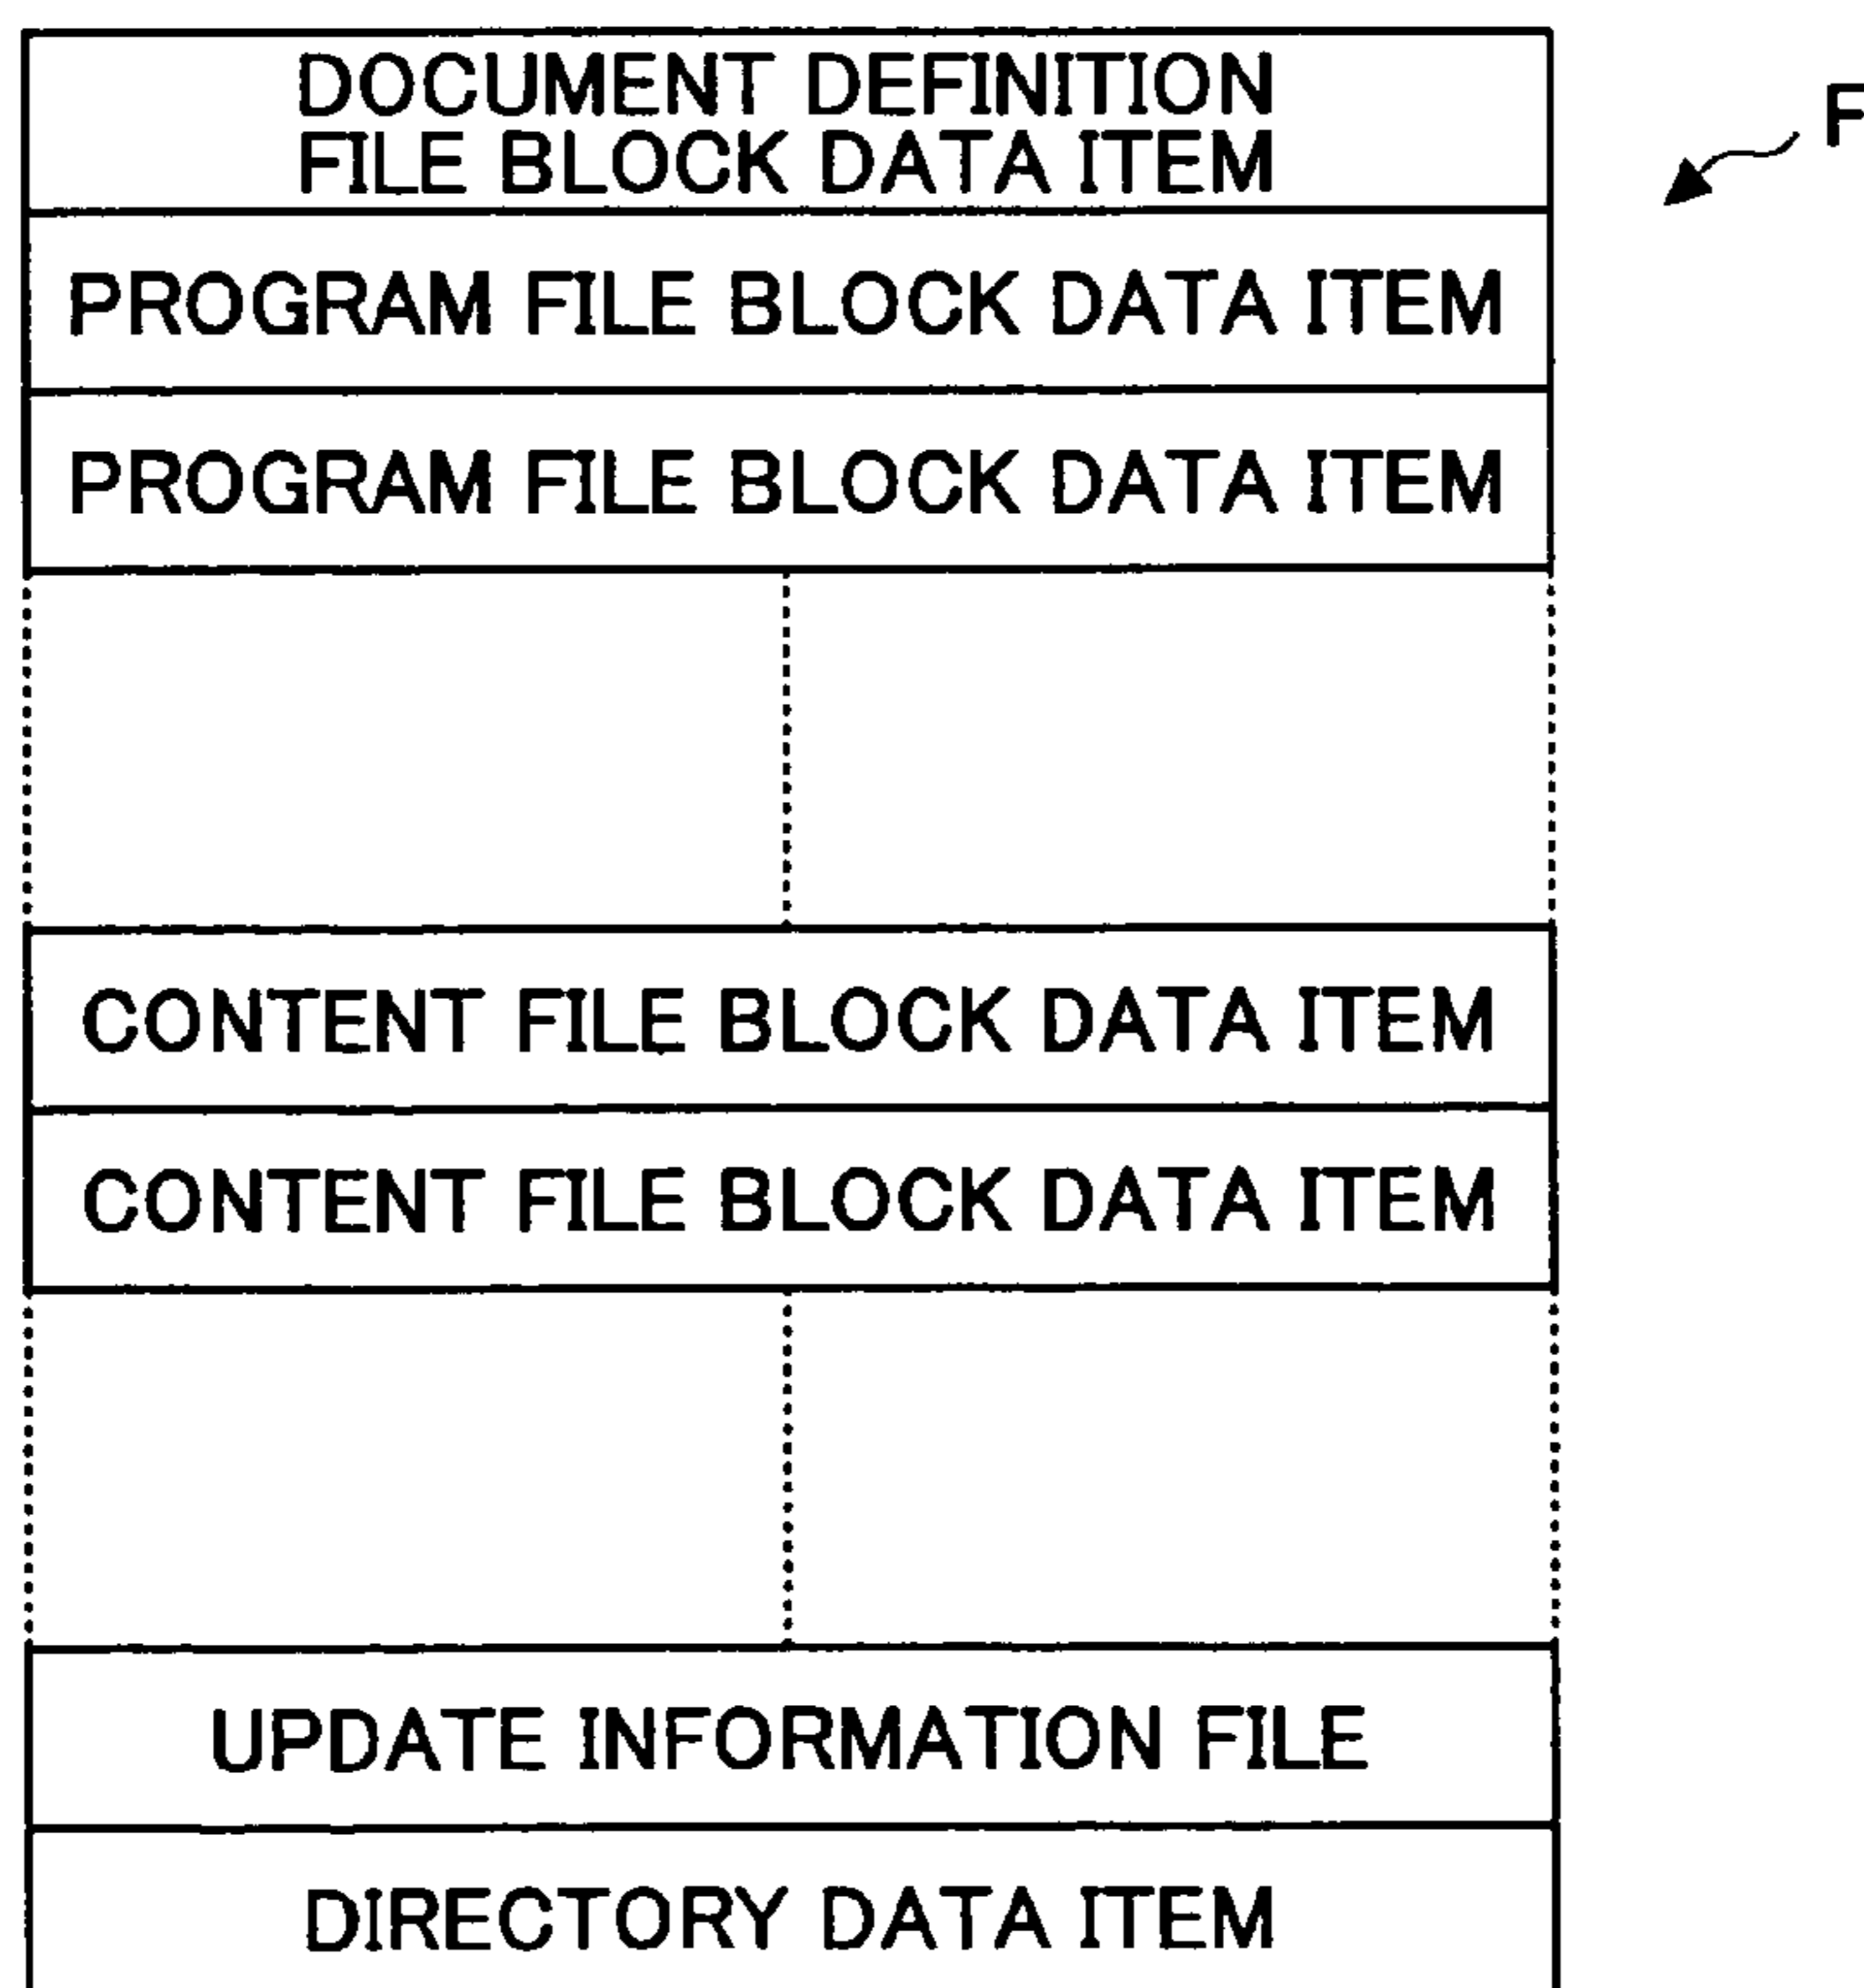 DOCUMENT DEFINITION
FILE BLOCK DATA ITEM
F
PROGRAM FILE BLOCK DATA ITEM
PROGRAM FILE BLOCK DATA ITEM
CONTENT FILE BLOCK DATA ITEM
CONTENT FILE BLOCK DATA ITEM
UPDATE INFORMATION FILE
DIRECTORY DATA ITEM